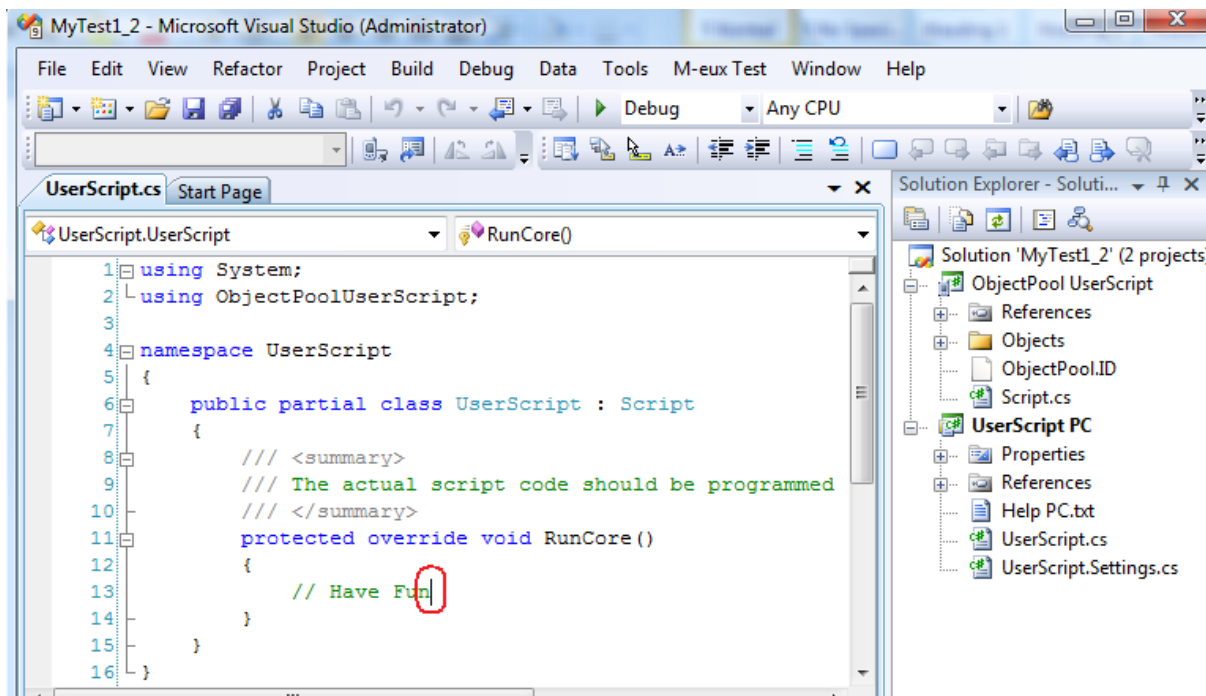 MyTest1_2 - Microsoft Visual Studio (Administrator)
File Edit View Refactor Project Build Debug Data Tools M-eux Test Window Help
Debug Any CPU
UserScript.cs Start Page
UserScript.UserScript RunCore()
1 using System;
2 using ObjectPoolUserScript;
3
4 namespace UserScript
5 {
6 public partial class UserScript : Script
7 {
8 /// <summary>
9 /// The actual script code should be programmed
10 /// </summary>
11 protected override void RunCore()
12 {
13 // Have Fun
14 }
15 }
16 }
Solution Explorer - Soluti...
Solution 'MyTest1_2' (2 projects)
ObjectPool UserScript
References
Objects
ObjectPool.ID
Script.cs
UserScript PC
Properties
References
Help PC.txt
UserScript.cs
UserScript.Settings.cs